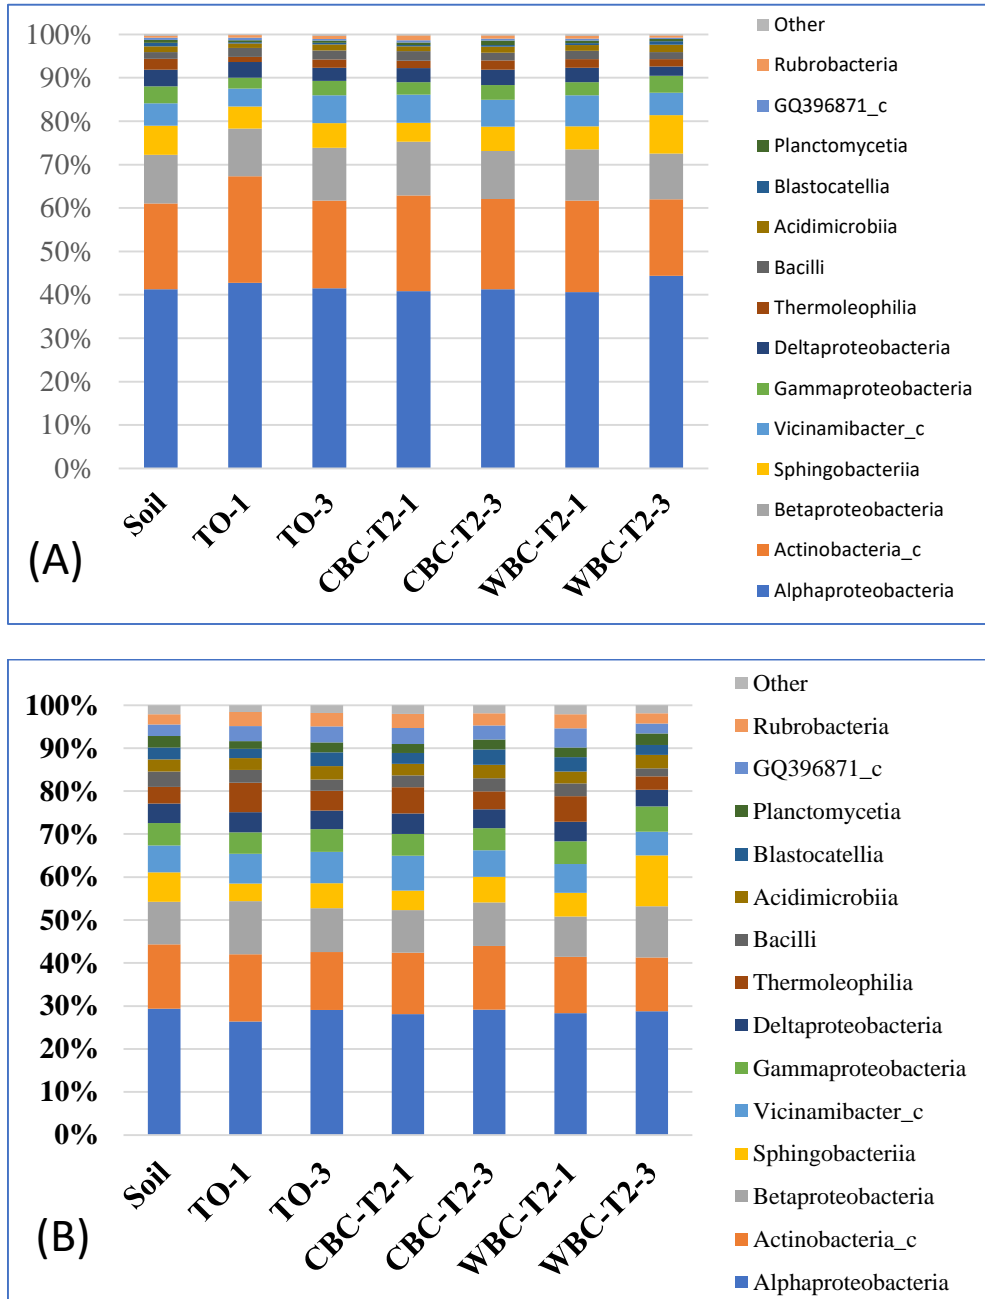 100%
90%
80%
70%
60%
50%
40%
30%
20%
10%
0%
Soil
TO-1
TO-3
CBC-T2-1
CBC-T2-3
WBC-T2-1
WBC-T2-3
(A)
Other
Rubrobacteria
GQ396871_c
Planctomycetia
Blastocatellia
Acidimicrobiia
Bacilli
Thermoleophilia
Deltaproteobacteria
Gammaproteobacteria
Vicinamibacter_c
Sphingobacteriia
Betaproteobacteria
Actinobacteria_c
Alphaproteobacteria
100%
90%
80%
70%
60%
50%
40%
30%
20%
10%
0%
Soil
TO-1
TO-3
CBC-T2-1
CBC-T2-3
WBC-T2-1
WBC-T2-3
(B)
Other
Rubrobacteria
GQ396871_c
Planctomycetia
Blastocatellia
Acidimicrobiia
Bacilli
Thermoleophilia
Deltaproteobacteria
Gammaproteobacteria
Vicinamibacter_c
Sphingobacteriia
Betaproteobacteria
Actinobacteria_c
Alphaproteobacteria